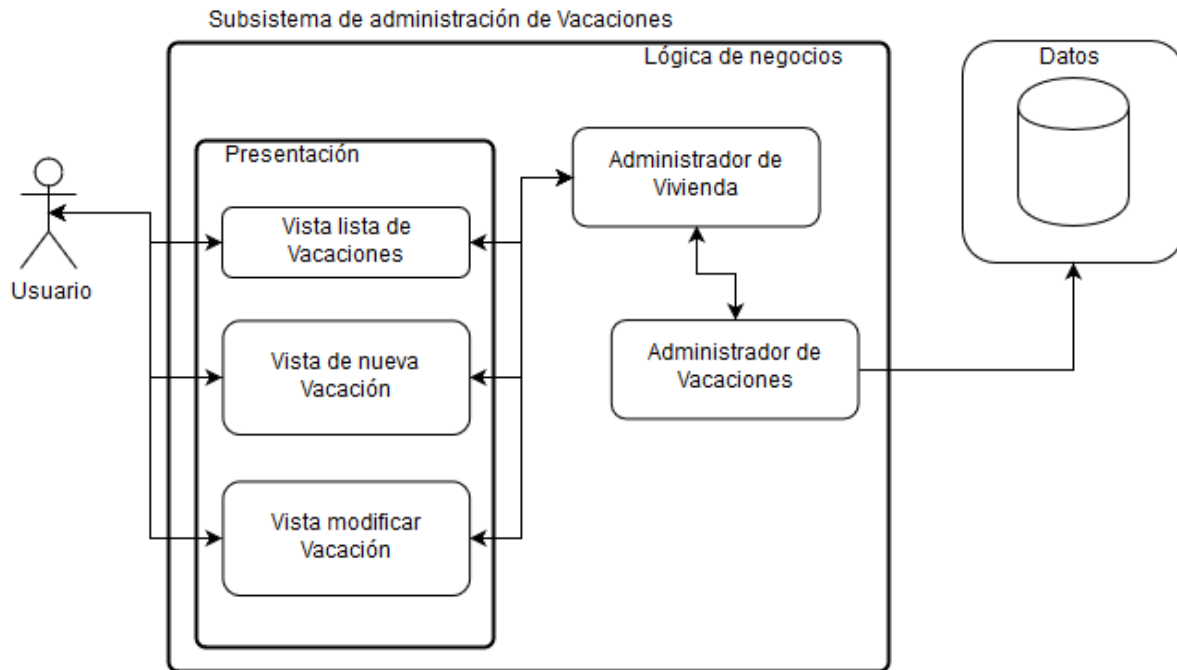 Subsistema de administración de Vacaciones
Lógica de negocios
Datos
Presentación
Administrador de
Vivienda
Vista lista de
Vacaciones
Usuario
Vista de nueva
Vacación
Administrador de
Vacaciones
Vista modificar
Vacación